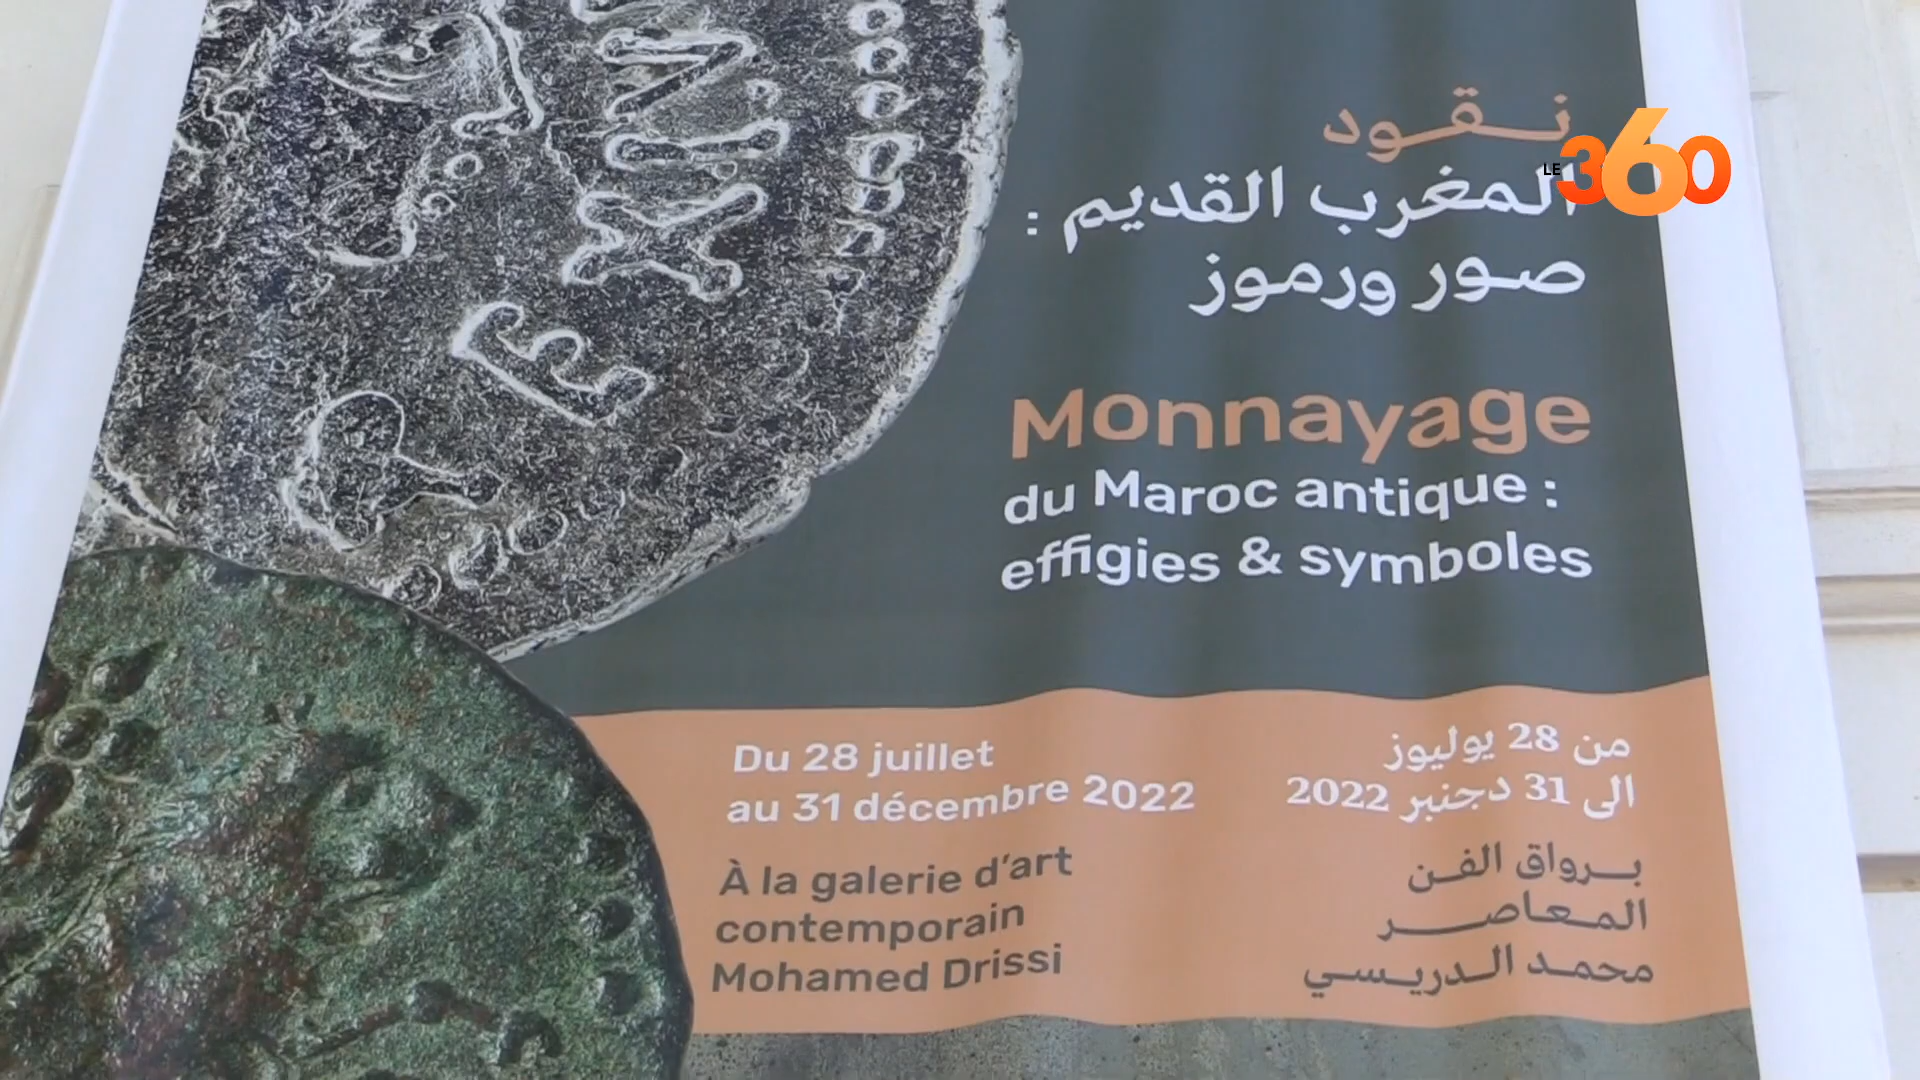 نقود
المغرب القديم :
صور ورموز
LE 360
Monnayage
du Maroc antique :
effigies & symboles
Du 28 juillet
au 31 décembre 2022
من 28 يوليوز
الى 31 دجنبر 2022
À la galerie d'art
contemporain
Mohamed Drissi
برواق الفن
المعاصر
محمد الدريسي